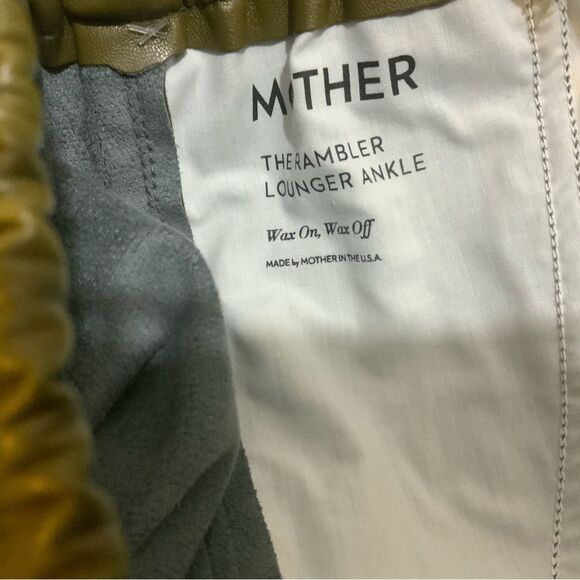 MOTHER
THE RAMBLER
LOUNGER ANKLE
Wax On, Wax Off
MADE by MOTHER IN THE U.S.A.